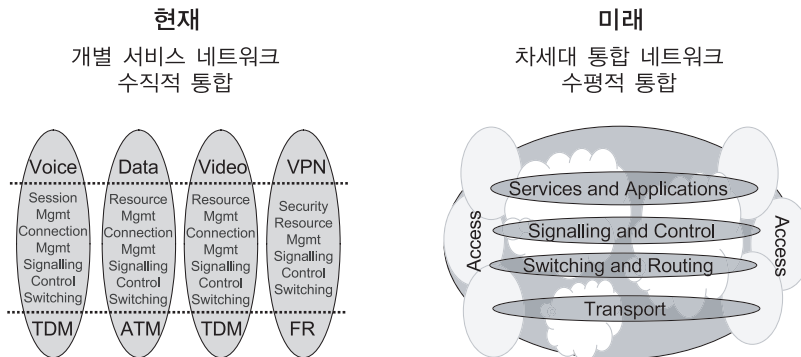 현재
개별 서비스 네트워크
수직적 통합
Voice
Session
Mgmt
Connection
Mgmt
Signalling
Control
Switching
TDM
Data
Resource
Mgmt
Connection
Mgmt
Signalling
Control
Switching
ATM
Video
Resource
Mgmt
Connection
Mgmt
Signalling
Control
Switching
TDM
VPN
Security
Resource
Mgmt
Signalling
Control
Switching
FR
미래
차세대 통합 네트워크
수평적 통합
Access
Services and Applications
Signalling and Control
Switching and Routing
Transport
Access